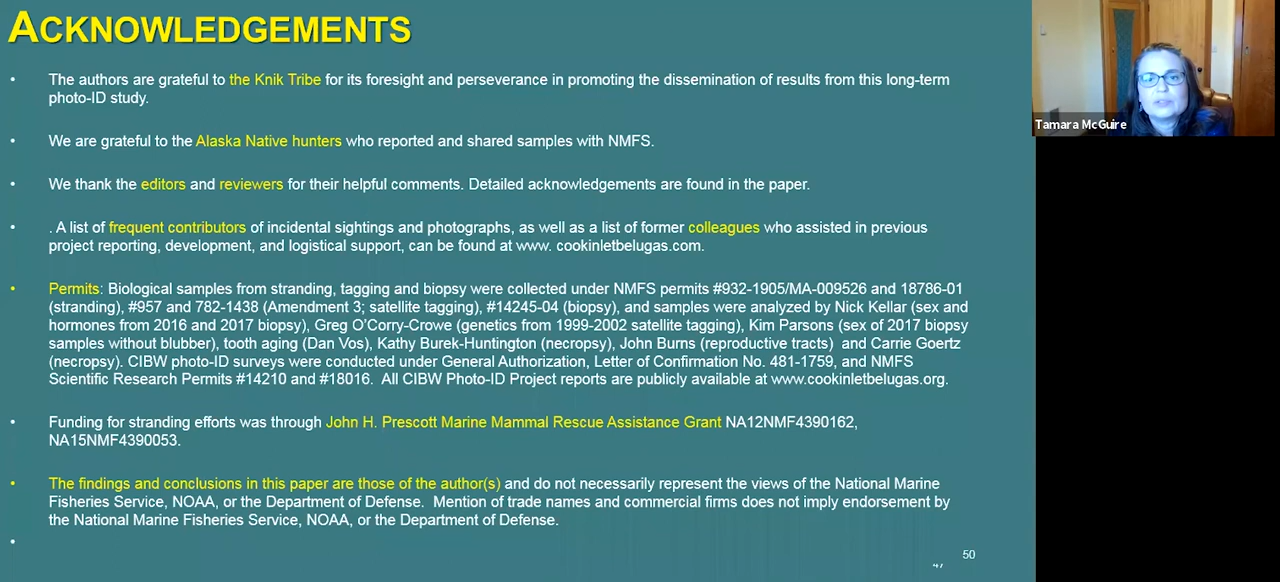 ACKNOWLEDGEMENTS
• The authors are grateful to the Knik Tribe for its foresight and perseverance in promoting the dissemination of results from this long-term
photo-ID study.
• We are grateful to the Alaska Native hunters who reported and shared samples with NMFS.
• We thank the editors and reviewers for their helpful comments. Detailed acknowledgements are found in the paper.
• . A list of frequent contributors of incidental sightings and photographs, as well as a list of former colleagues who assisted in previous
project reporting, development, and logistical support, can be found at www. cookinletbelugas.com.
• Permits: Biological samples from stranding, tagging and biopsy were collected under NMFS permits #932-1905/MA-009526 and 18786-01
(stranding), #957 and 782-1438 (Amendment 3; satellite tagging), #14245-04 (biopsy), and samples were analyzed by Nick Kellar (sex and
hormones from 2016 and 2017 biopsy), Greg O'Corry-Crowe (genetics from 1999-2002 satellite tagging), Kim Parsons (sex of 2017 biopsy
samples without blubber), tooth aging (Dan Vos), Kathy Burek-Huntington (necropsy), John Burns (reproductive tracts) and Carrie Goertz
(necropsy). CIBW photo-ID surveys were conducted under General Authorization, Letter of Confirmation No. 481-1759, and NMFS
Scientific Research Permits #14210 and #18016. All CIBW Photo-ID Project reports are publicly available at www.cookinletbelugas.org.
• Funding for stranding efforts was through John H. Prescott Marine Mammal Rescue Assistance Grant NA12NMF4390162,
NA15NMF4390053.
• The findings and conclusions in this paper are those of the author(s) and do not necessarily represent the views of the National Marine
Fisheries Service, NOAA, or the Department of Defense. Mention of trade names and commercial firms does not imply endorsement by
the National Marine Fisheries Service, NOAA, or the Department of Defense.
•
50
Tamara McGuire